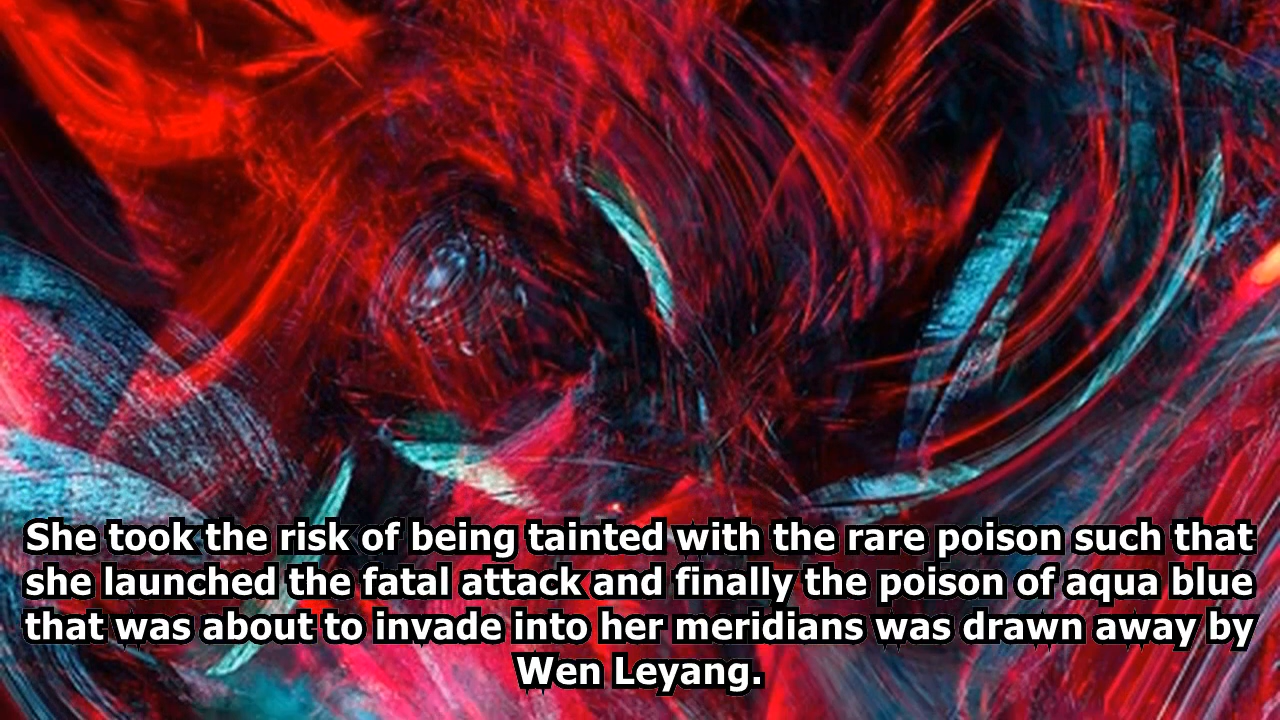 She took the risk of being tainted with the rare poison such that
she launched the fatal attack and finally the poison of aqua blue
that was about to invade into her meridians was drawn away by
Wen Leyang.